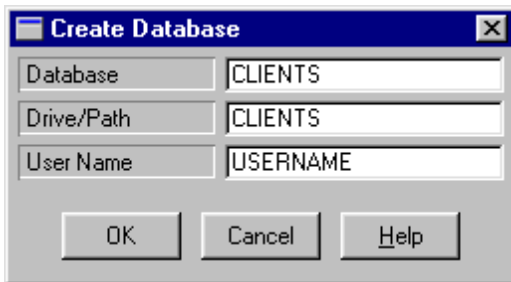 Create Database
Database CLIENTS
Drive/Path CLIENTS
User Name USERNAME
OK Cancel Help